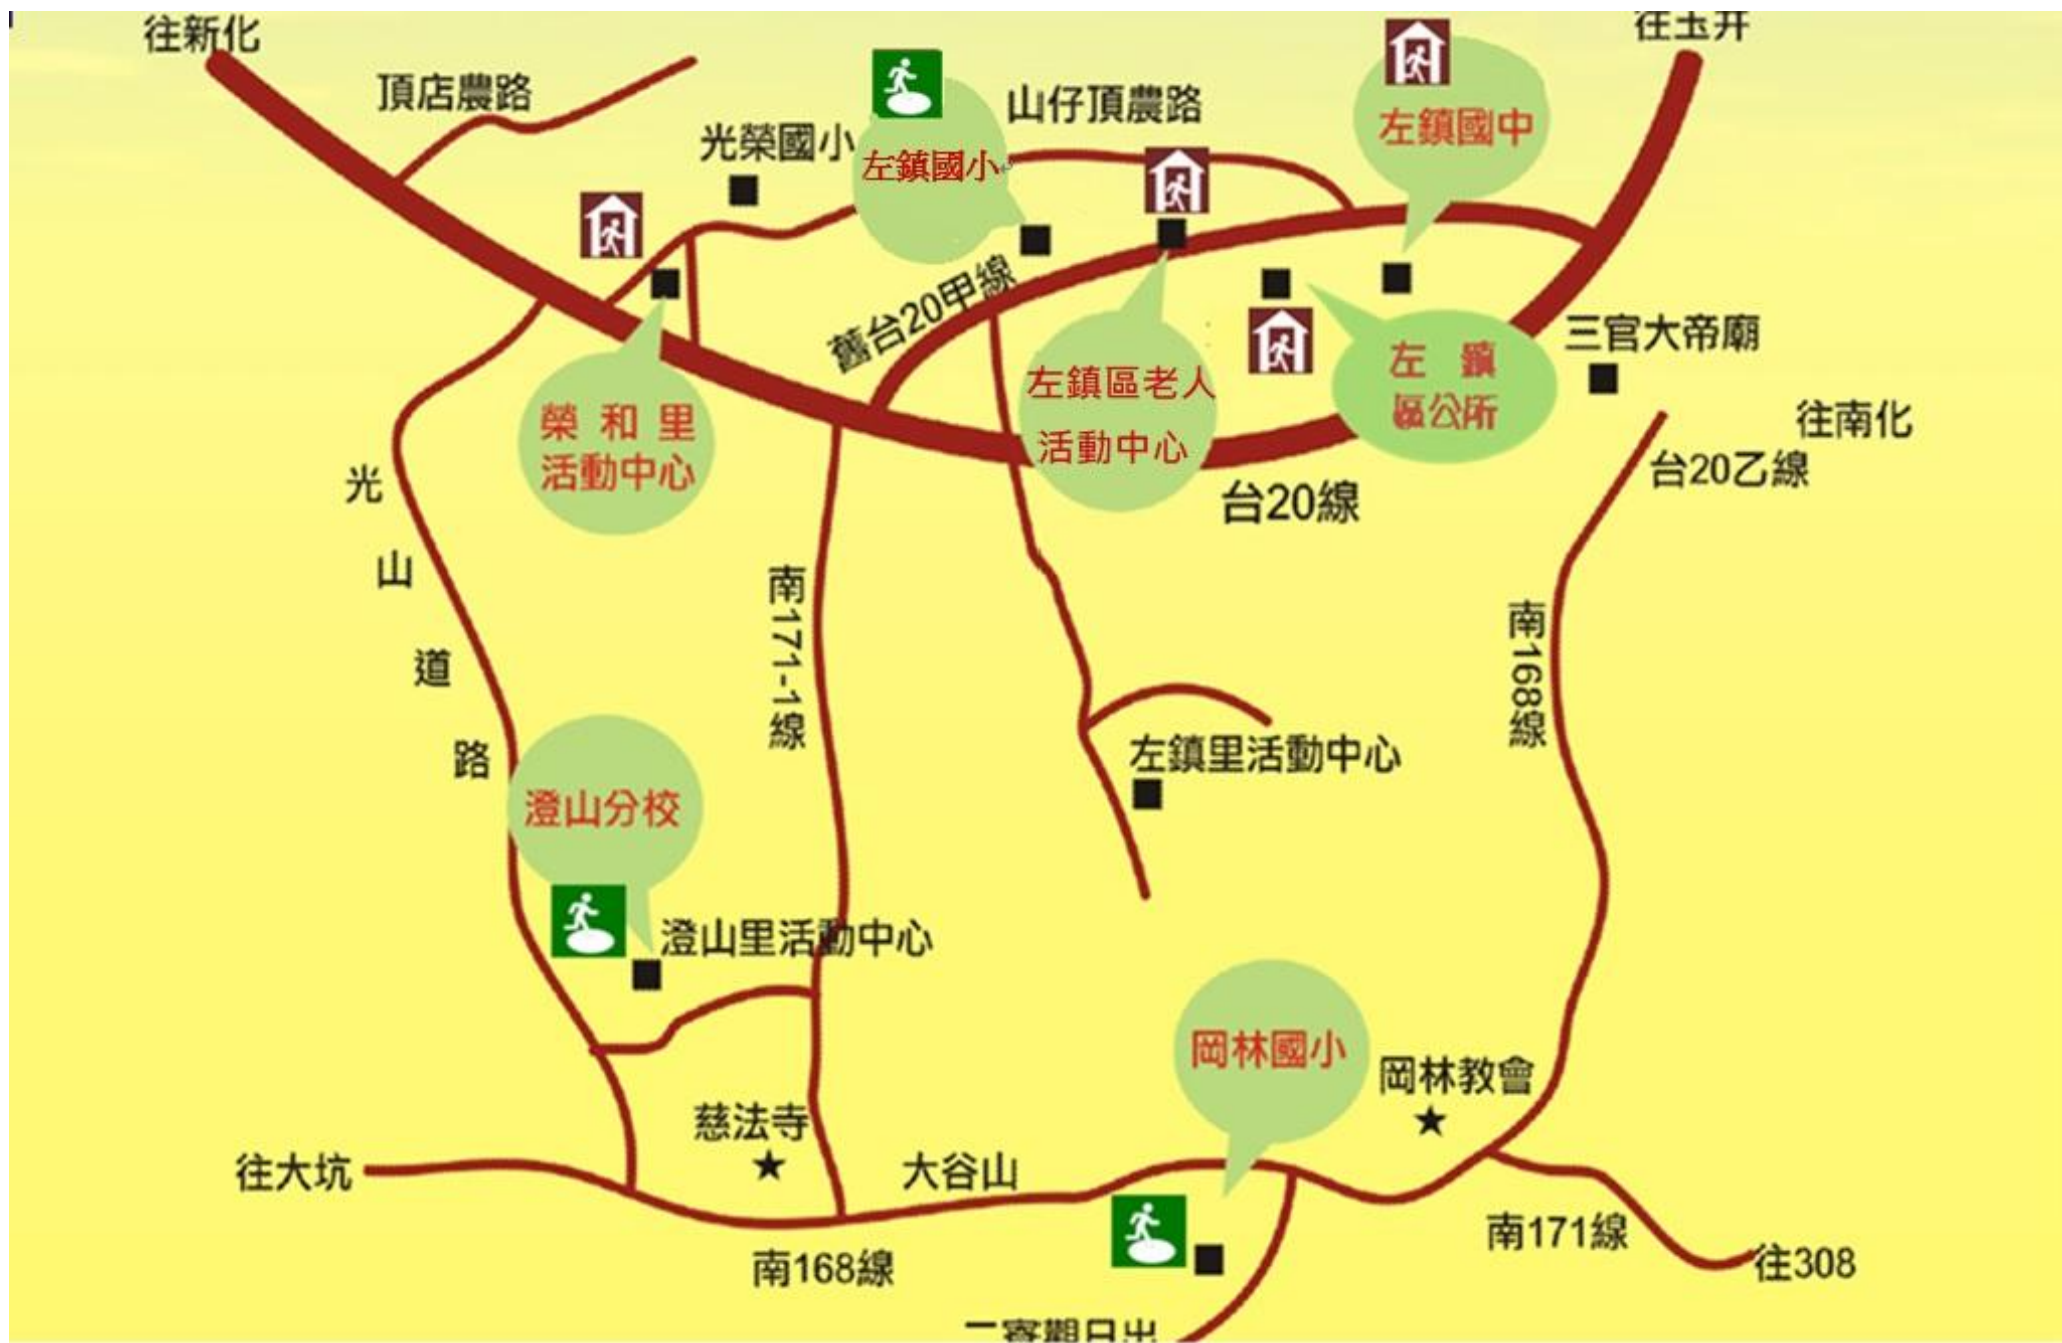 往新化
往玉井
頂店農路
山仔頂農路
左鎮國中
光榮國小
左鎮國小
舊台20甲線
三官大帝廟
左鎮區老人
活動中心
左 鎮
區公所
榮 和 里
活動中心
往南化
台20乙線
台20線
光山道路
南171-1線
南168線
左鎮里活動中心
澄山分校
澄山里活動中心
岡林國小
岡林教會
慈法寺
往大坑
大谷山
南171線
南168線
往308
二寮觀日出